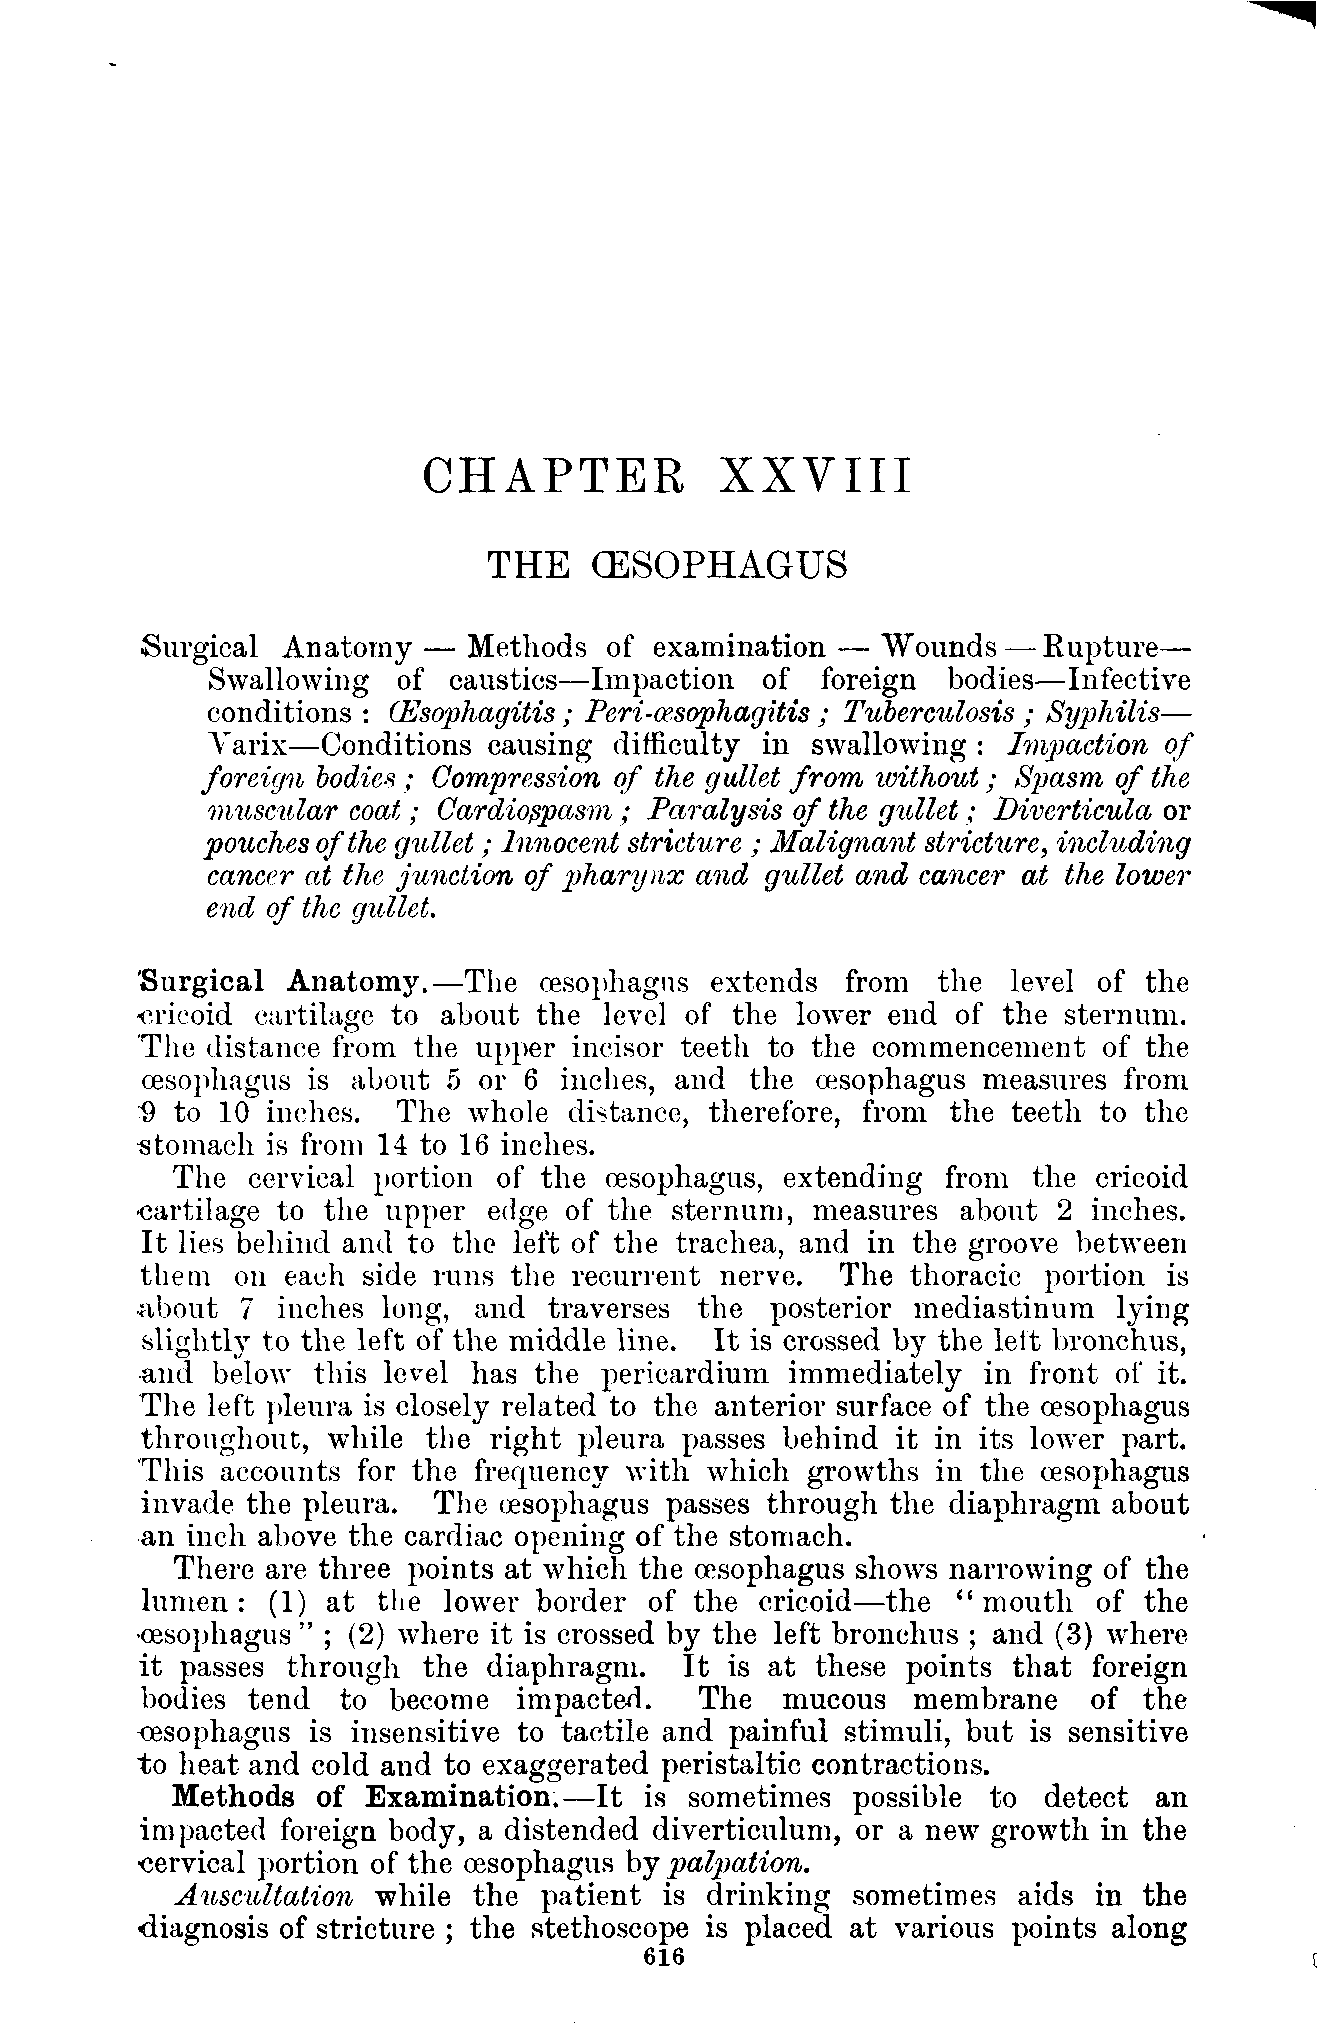 CHAPTER XXVIII
THE ŒSOPHAGUS
Surgical Anatomy — Methods of examination — Wounds — Rupture—
Swallowing of caustics—Impaction of foreign bodies—Infective
conditions : Œsophagitis ; Peri-œsophagitis ; Tuberculosis ; Syphilis—
Varix—Conditions causing difficulty in swallowing : Impaction of
foreign bodies ; Compression of the gullet from without ; Spasm of the
muscular coat ; Cardiospasm ; Paralysis of the gullet ; Diverticula or
pouches of the gullet ; Innocent stricture ; Malignant stricture, including
cancer at the junction of pharynx and gullet and cancer at the lower
end of the gullet.
Surgical Anatomy.—The œsophagus extends from the level of the
cricoid cartilage to about the level of the lower end of the sternum.
The distance from the upper incisor teeth to the commencement of the
œsophagus is about 5 or 6 inches, and the œsophagus measures from
9 to 10 inches. The whole distance, therefore, from the teeth to the
stomach is from 14 to 16 inches.
The cervical portion of the œsophagus, extending from the cricoid
cartilage to the upper edge of the sternum, measures about 2 inches.
It lies behind and to the left of the trachea, and in the groove between
them on each side runs the recurrent nerve. The thoracic portion is
about 7 inches long, and traverses the posterior mediastinum lying
slightly to the left of the middle line. It is crossed by the left bronchus,
and below this level has the pericardium immediately in front of it.
The left pleura is closely related to the anterior surface of the œsophagus
throughout, while the right pleura passes behind it in its lower part.
This accounts for the frequency with which growths in the œsophagus
invade the pleura. The œsophagus passes through the diaphragm about
an inch above the cardiac opening of the stomach.
There are three points at which the œsophagus shows narrowing of the
lumen : (1) at the lower border of the cricoid—the “ mouth of the
œsophagus ” ; (2) where it is crossed by the left bronchus ; and (3) where
it passes through the diaphragm. It is at these points that foreign
bodies tend to become impacted. The mucous membrane of the
œsophagus is insensitive to tactile and painful stimuli, but is sensitive
to heat and cold and to exaggerated peristaltic contractions.
Methods of Examination.—It is sometimes possible to detect an
impacted foreign body, a distended diverticulum, or a new growth in the
cervical portion of the œsophagus by palpation.
Auscultation while the patient is drinking sometimes aids in the
diagnosis of stricture ; the stethoscope is placed at various points along
616